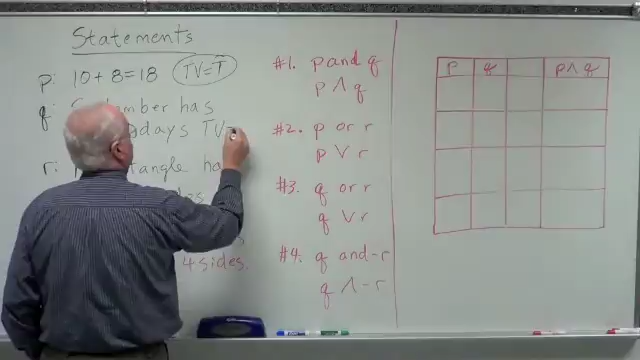 Statements
p: 10 + 8 = 18 TV=T
q: has
days TV=
r:
4 sides.
#1. p and q
p ∧ q
#2. p or r
p ∨ r
#3. q or r
q ∨ r
#4. q and ~r
q ∧ ~r
p q p ∧ q